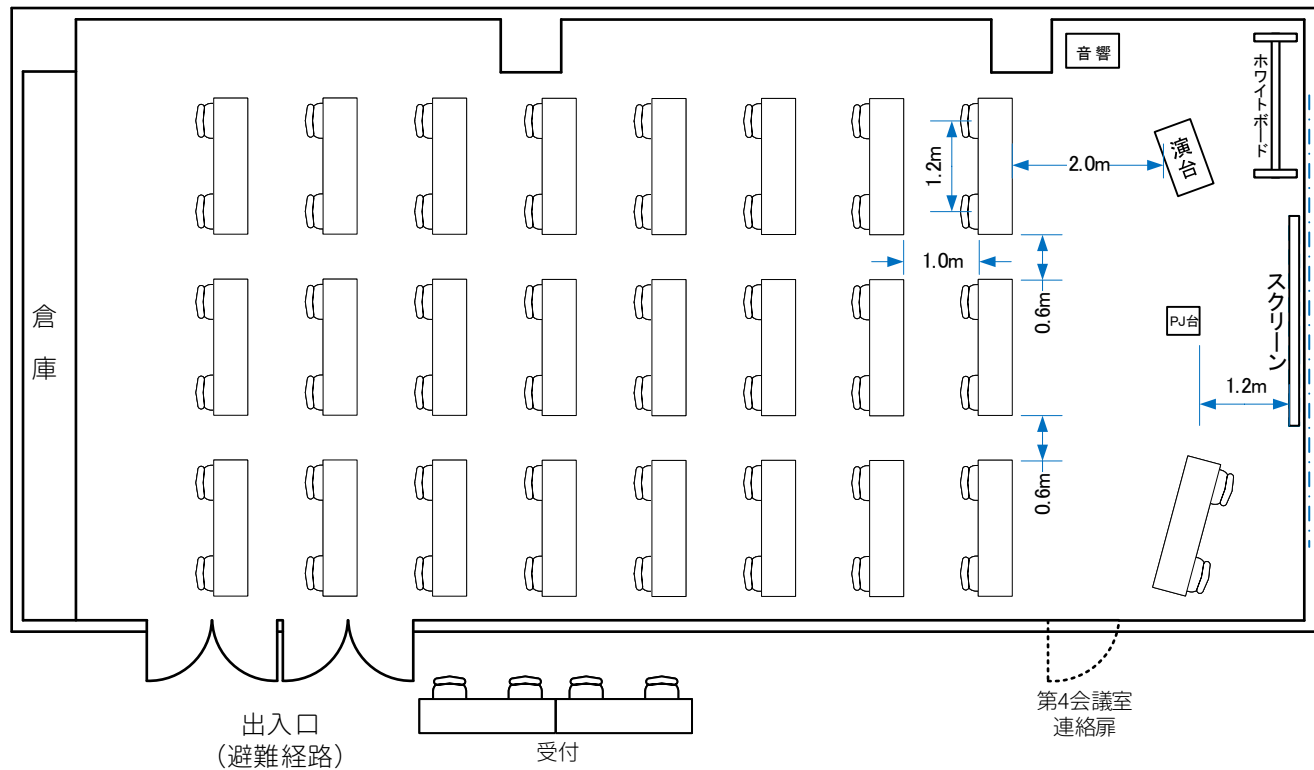 音響
ホワイトボード
演台
1.2m
2.0m
1.0m
0.6m
倉庫
スクリーン
PJ台
1.2m
0.6m
出入口
（避難経路）
受付
第4会議室
連絡扉